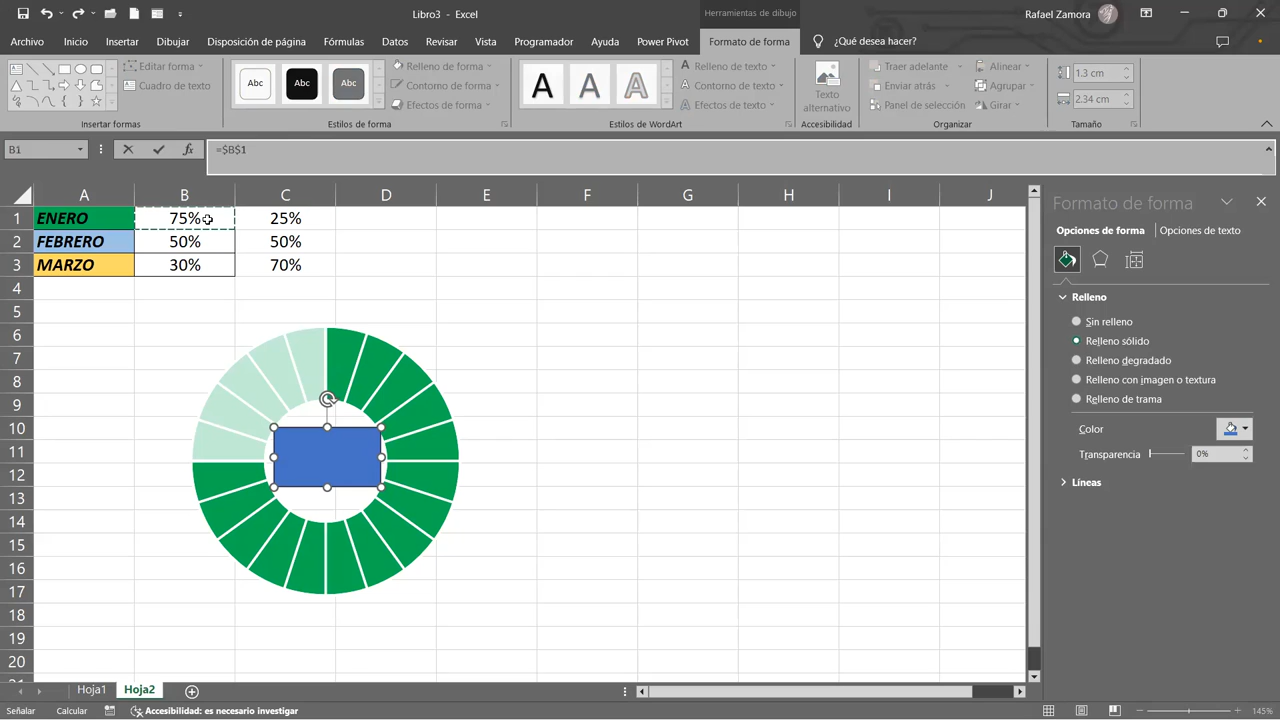 Libro3 - Excel
Herramientas de dibujo
Rafael Zamora
Archivo Inicio Insertar Dibujar Disposición de página Fórmulas Datos Revisar Vista Programador Ayuda Power Pivot Formato de forma ¿Qué desea hacer?
Editar forma
Cuadro de texto
Insertar formas
Abc Abc Abc
Relleno de forma
Contorno de forma
Efectos de forma
Estilos de forma
A A A
Relleno de texto
Contorno de texto
Efectos de texto
Estilos de WordArt
Texto
alternativo
Accesibilidad
Traer adelante
Enviar atrás
Panel de selección
Alinear
Agrupar
Girar
Organizar
1.3 cm
2.34 cm
Tamaño
B1 fx =$B$1
A B C D E F G H I J
1 ENERO 75% 25%
2 FEBRERO 50% 50%
3 MARZO 30% 70%
4
5
6
7
8
9
10
11
12
13
14
15
16
17
18
19
20
Formato de forma
Opciones de forma Opciones de texto
Relleno
Sin relleno
Relleno sólido
Relleno degradado
Relleno con imagen o textura
Relleno de trama
Color
Transparencia 0%
Líneas
Hoja1 Hoja2
Señalar Calcular Accesibilidad: es necesario investigar 145%